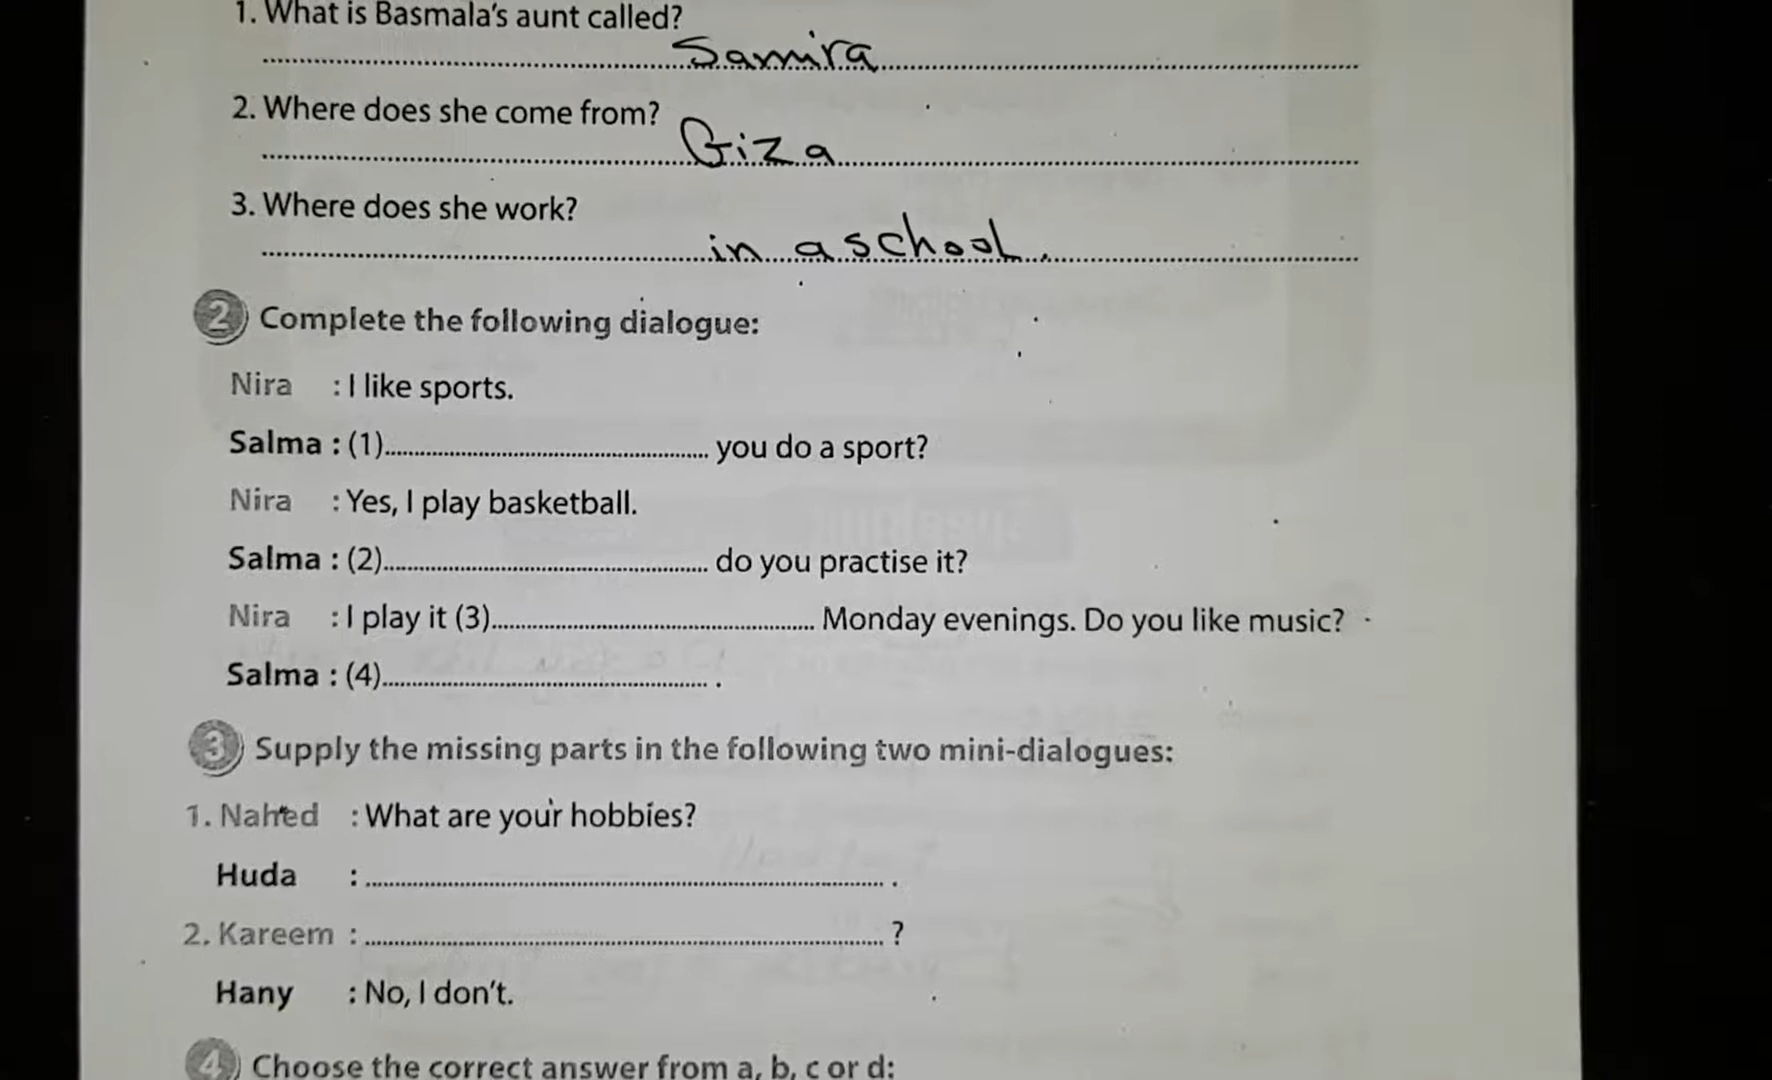 1. What is Basmala's aunt called?
Samira
2. Where does she come from?
Giza
3. Where does she work?
in a school.
2 Complete the following dialogue:
Nira : I like sports.
Salma : (1)........................ you do a sport?
Nira : Yes, I play basketball.
Salma : (2)........................ do you practise it?
Nira : I play it (3)........................ Monday evenings. Do you like music?
Salma : (4)........................ .
3 Supply the missing parts in the following two mini-dialogues:
1. Nahed : What are your hobbies?
Huda : ........................ .
2. Kareem : ........................ ?
Hany : No, I don't.
4 Choose the correct answer from a, b, c or d: